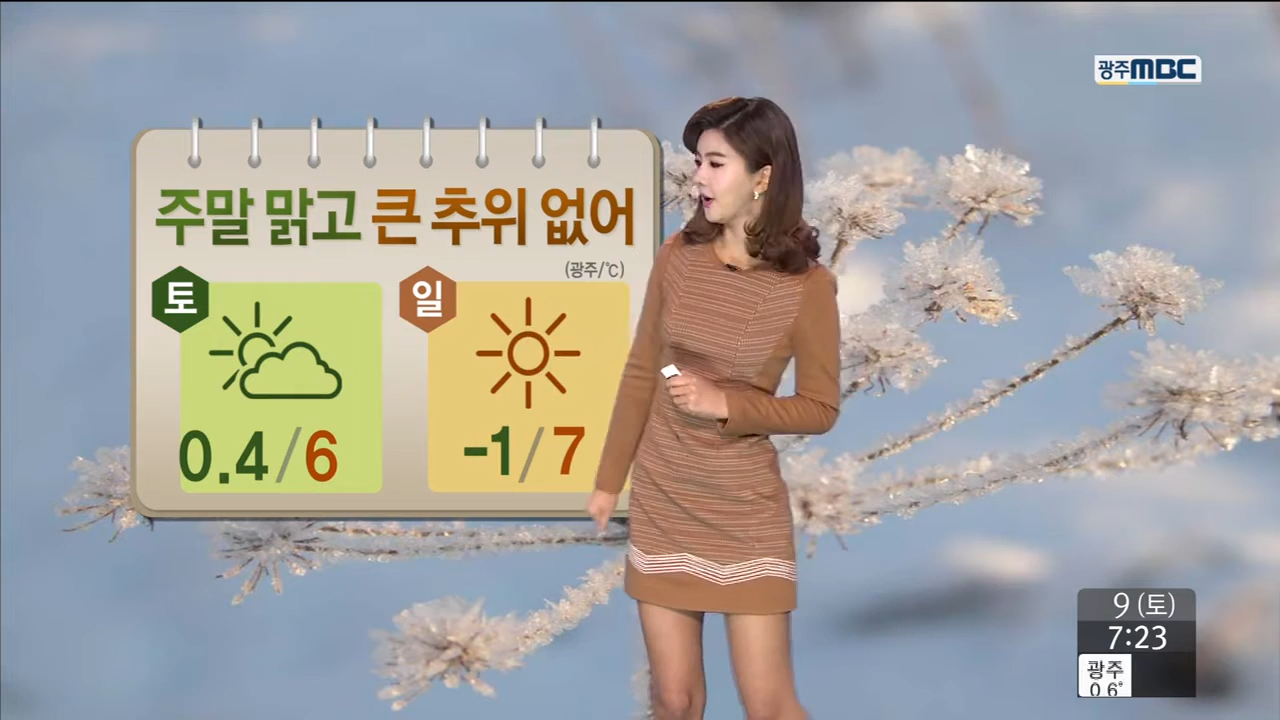 광주MBC
주말 맑고 큰 추위 없어
(광주/℃)
토
일
0.4/6
-1/7
9 (토)
7:23
광주
0.6°